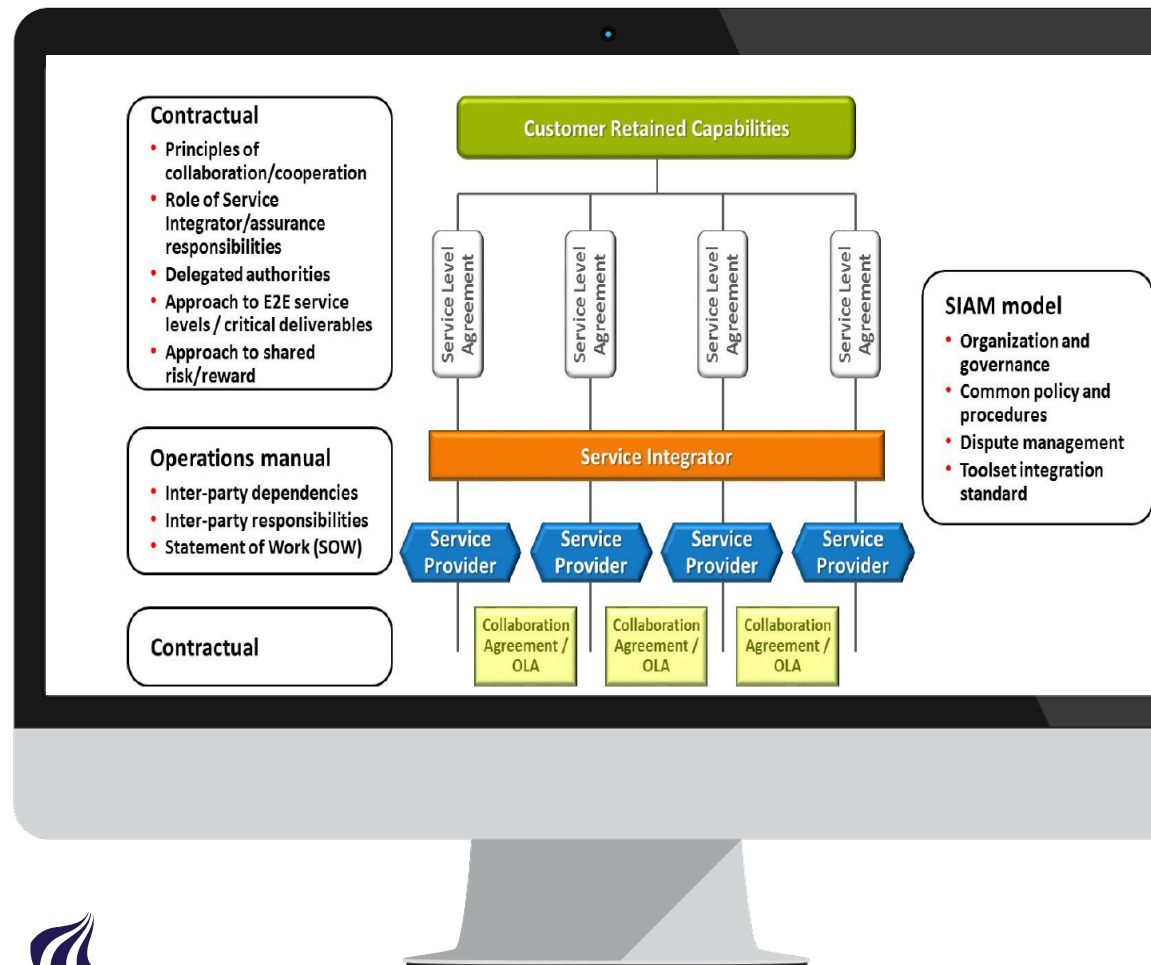 Contractual
• Principles of
collaboration/cooperation
• Role of Service
Integrator/assurance
responsibilities
• Delegated authorities
• Approach to E2E service
levels / critical deliverables
• Approach to shared
risk/reward
Operations manual
• Inter-party dependencies
• Inter-party responsibilities
• Statement of Work (SOW)
Contractual
Customer Retained Capabilities
Service Level
Agreement
Service Level
Agreement
Service Level
Agreement
Service Level
Agreement
Service Integrator
Service
Provider
Service
Provider
Service
Provider
Service
Provider
Collaboration
Agreement /
OLA
Collaboration
Agreement /
OLA
Collaboration
Agreement /
OLA
SIAM model
• Organization and
governance
• Common policy and
procedures
• Dispute management
• Toolset integration
standard